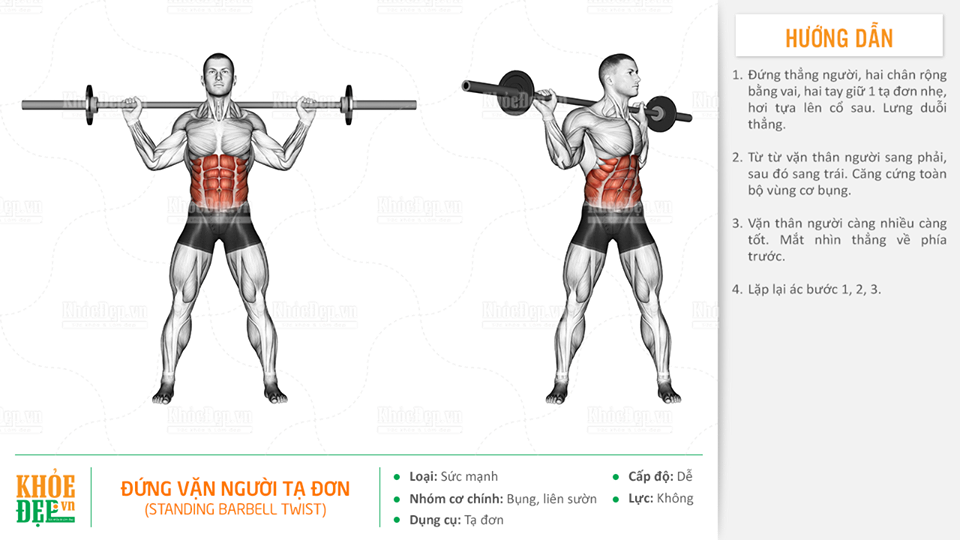 HƯỚNG DẪN
1. Đứng thẳng người, hai chân rộng
bằng vai, hai tay giữ 1 tạ đơn nhẹ,
hơi tựa lên cổ sau. Lưng duỗi
thẳng.
2. Từ từ vặn thân người sang phải,
sau đó sang trái. Căng cứng toàn
bộ vùng cơ bụng.
3. Vặn thân người càng nhiều càng
tốt. Mắt nhìn thẳng về phía
trước.
4. Lặp lại ác bước 1, 2, 3.
KHỎE
ĐẸP.vn
ĐỨNG VẶN NGƯỜI TẠ ĐƠN
(STANDING BARBELL TWIST)
Loại: Sức mạnh
Nhóm cơ chính: Bụng, liên sườn
Dụng cụ: Tạ đơn
Cấp độ: Dễ
Lực: Không